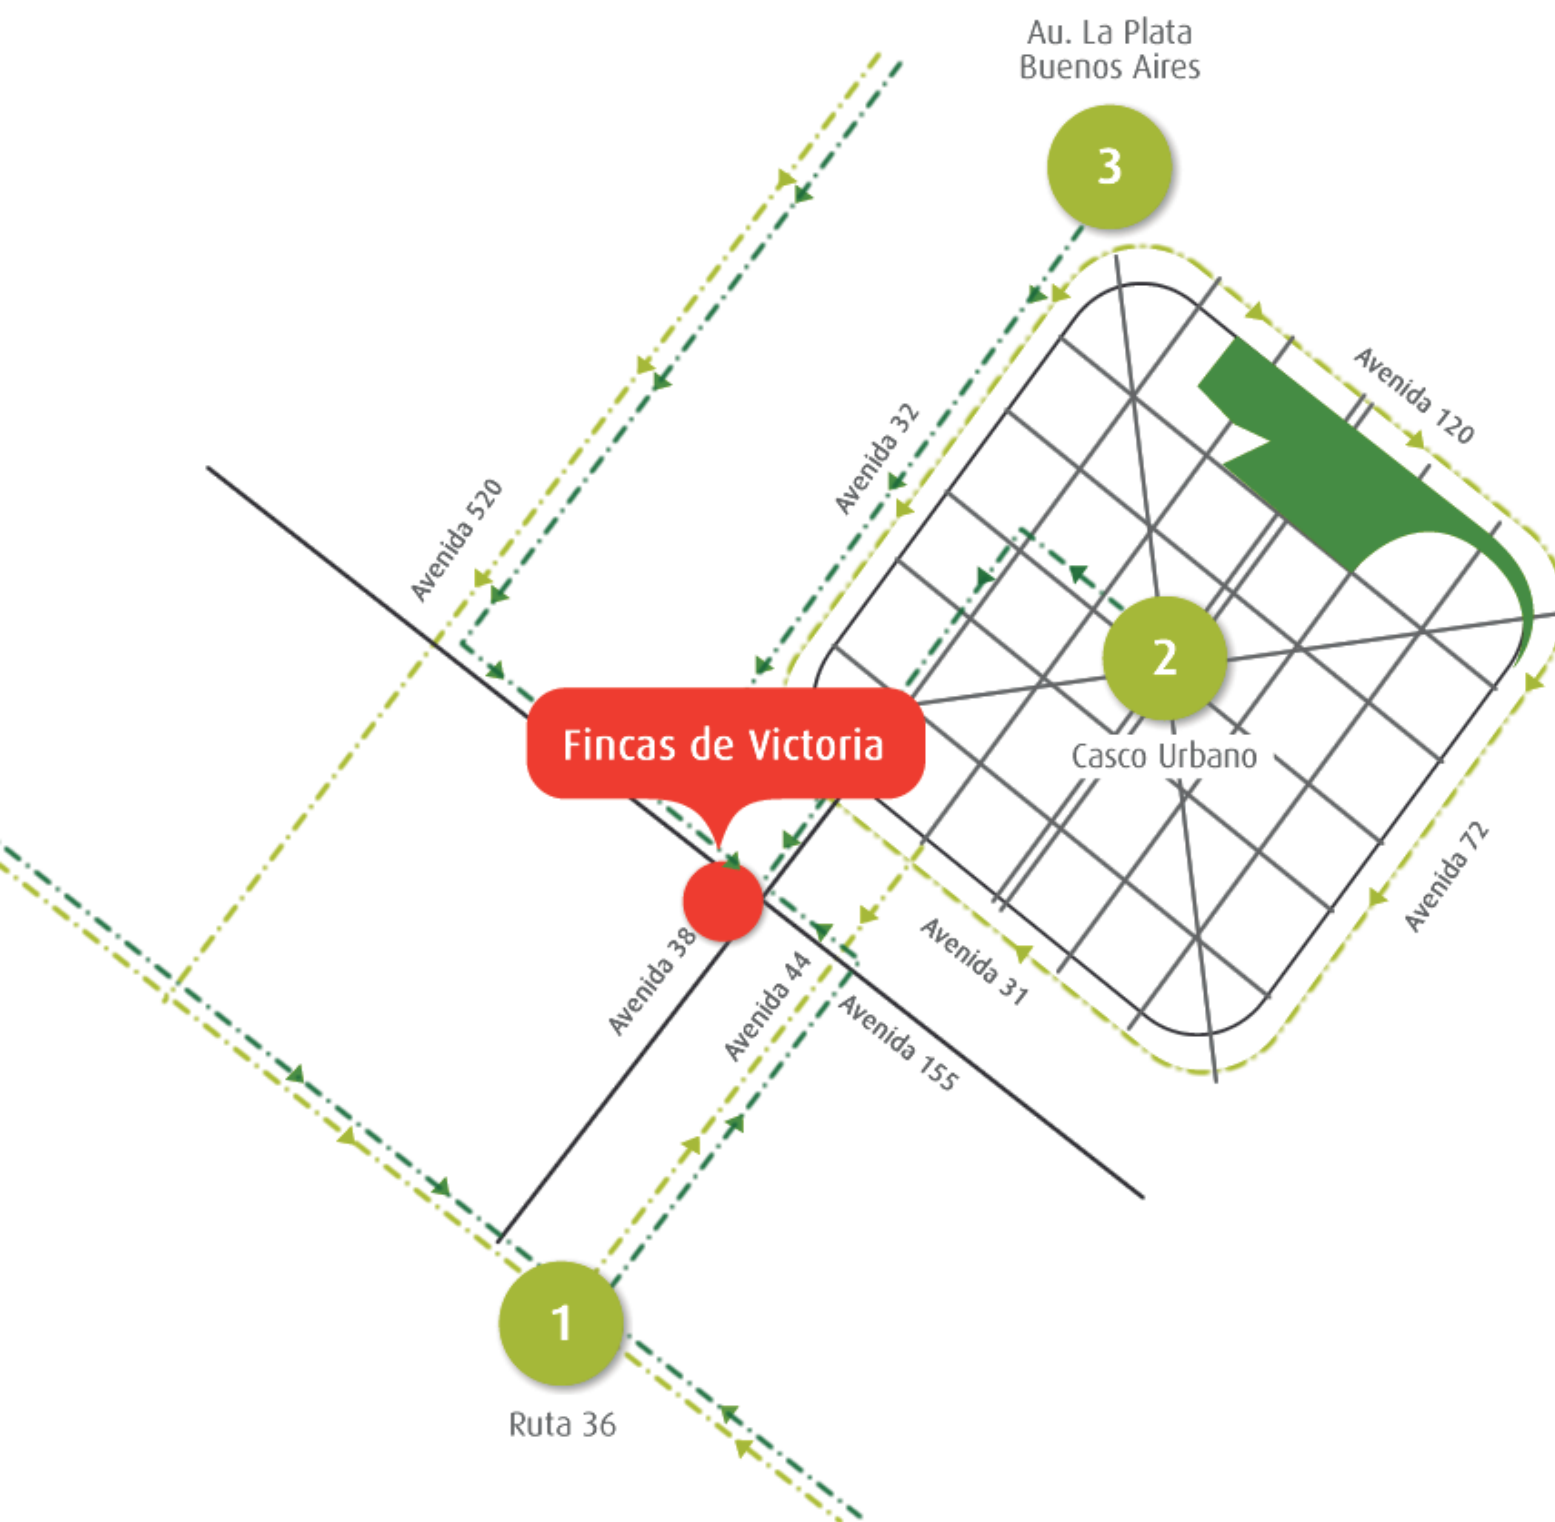 Au. La Plata
Buenos Aires
3
Avenida 120
Avenida 32
Avenida 520
2
Casco Urbano
Fincas de Victoria
Avenida 72
Avenida 38
Avenida 44
Avenida 31
Avenida 155
1
Ruta 36